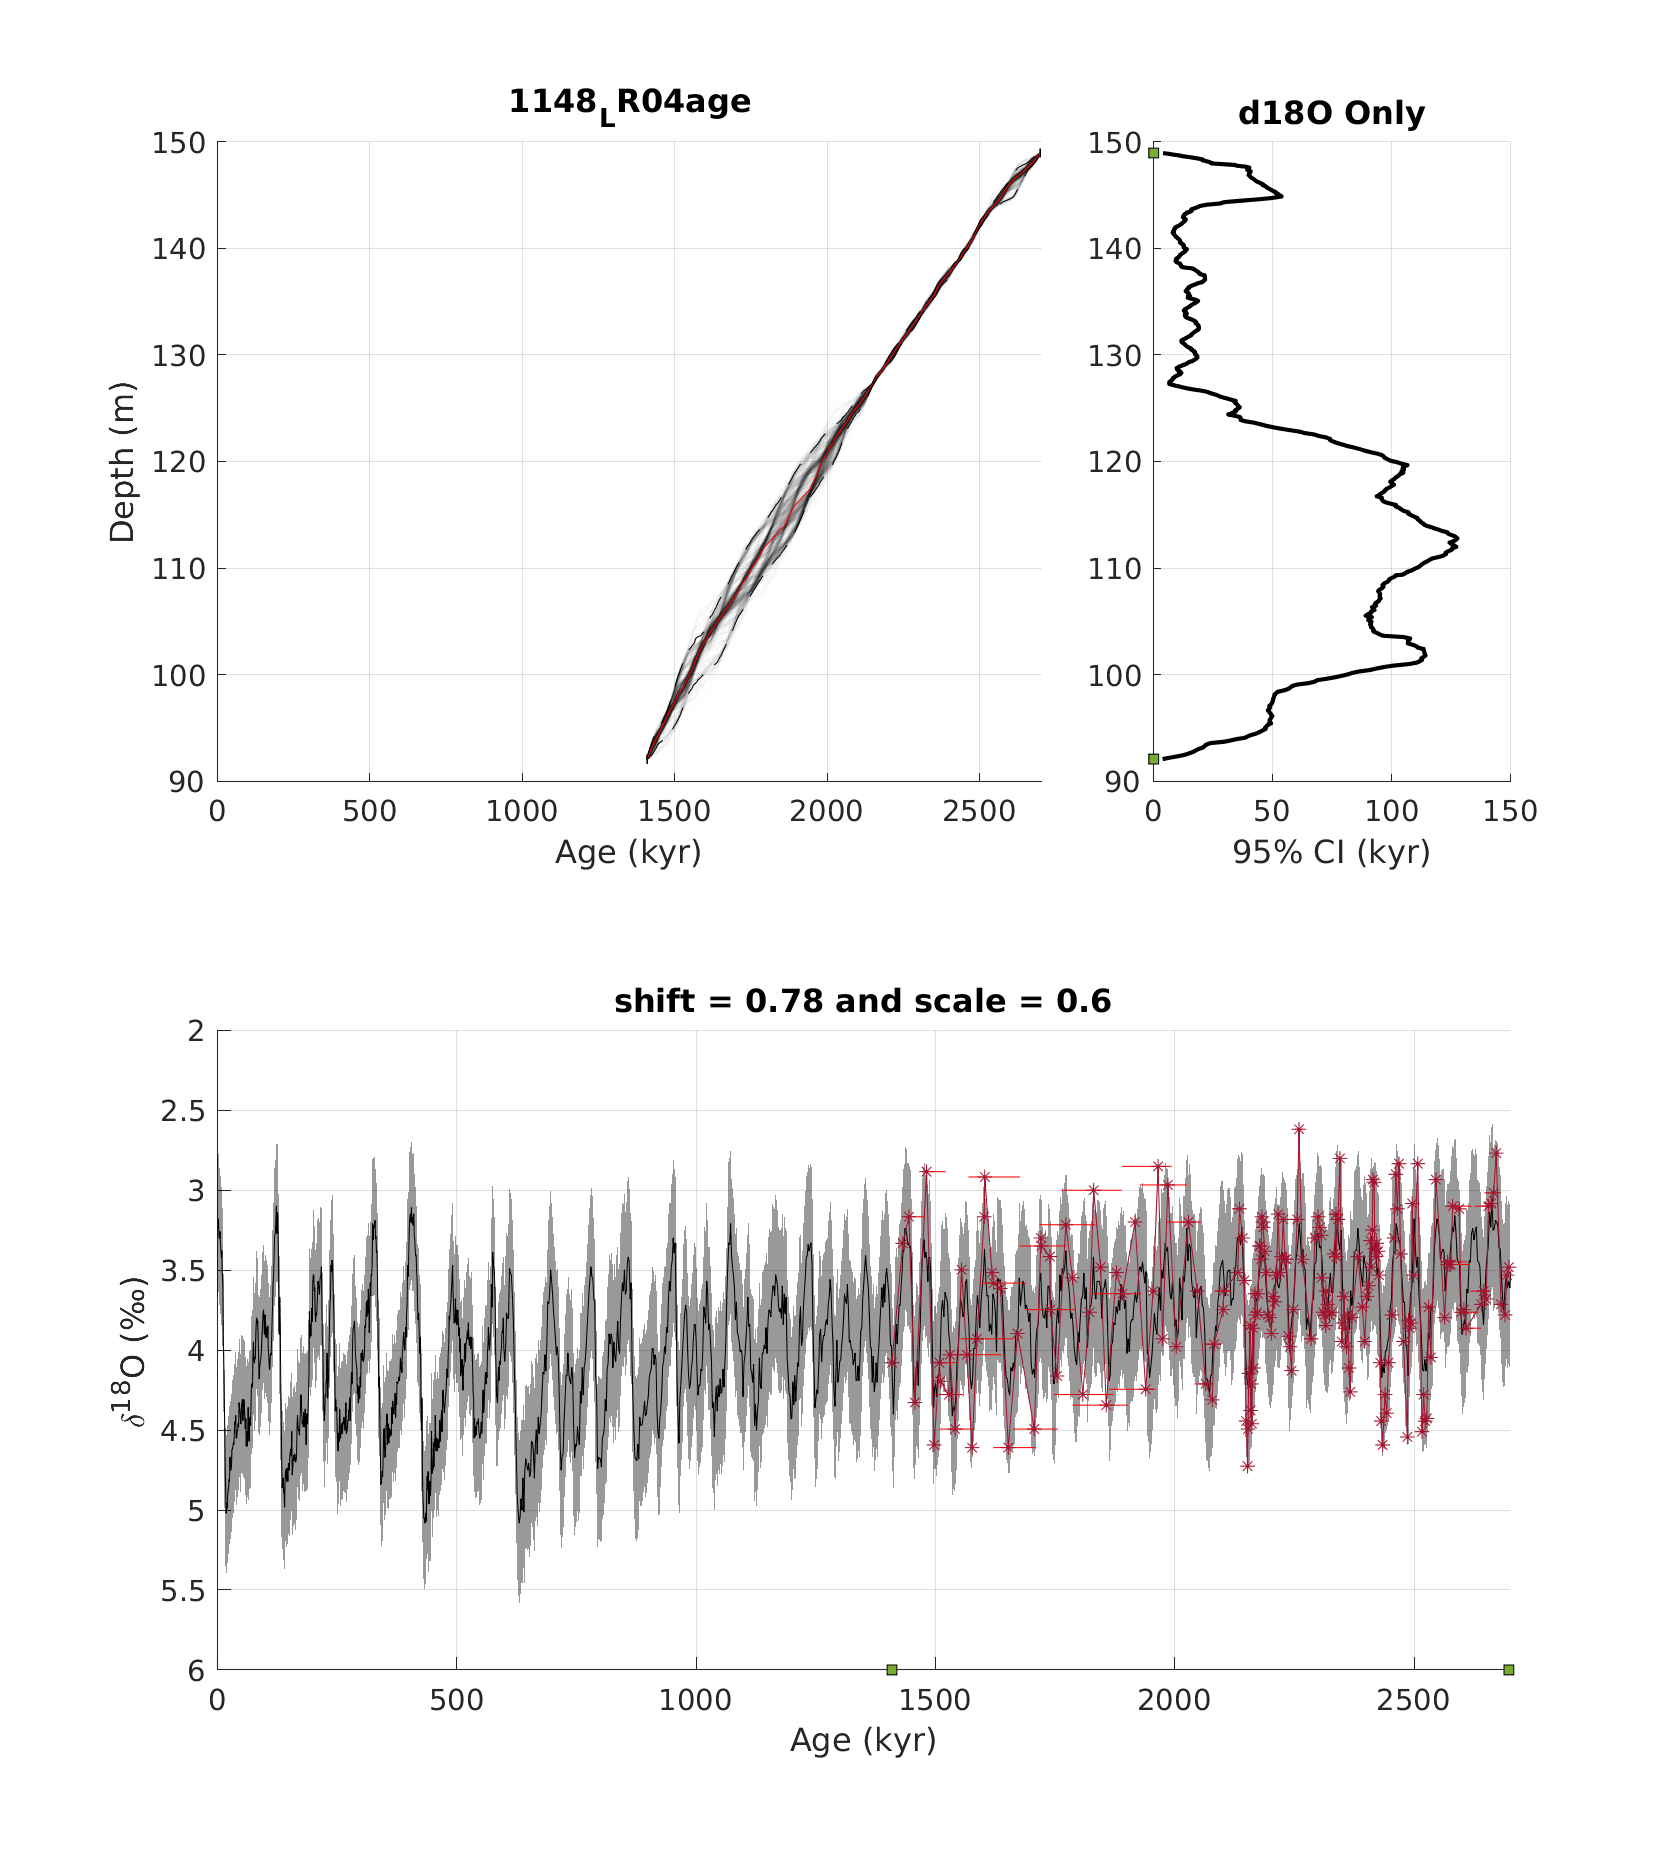 1148LR04age
d18O Only
150
140
130
120
110
100
90
Depth (m)
0 500 1000 1500 2000 2500
Age (kyr)
150
140
130
120
110
100
90
0 50 100 150
95% CI (kyr)
shift = 0.78 and scale = 0.6
2
2.5
3
3.5
4
4.5
5
5.5
6
δ18O (‰)
0 500 1000 1500 2000 2500
Age (kyr)